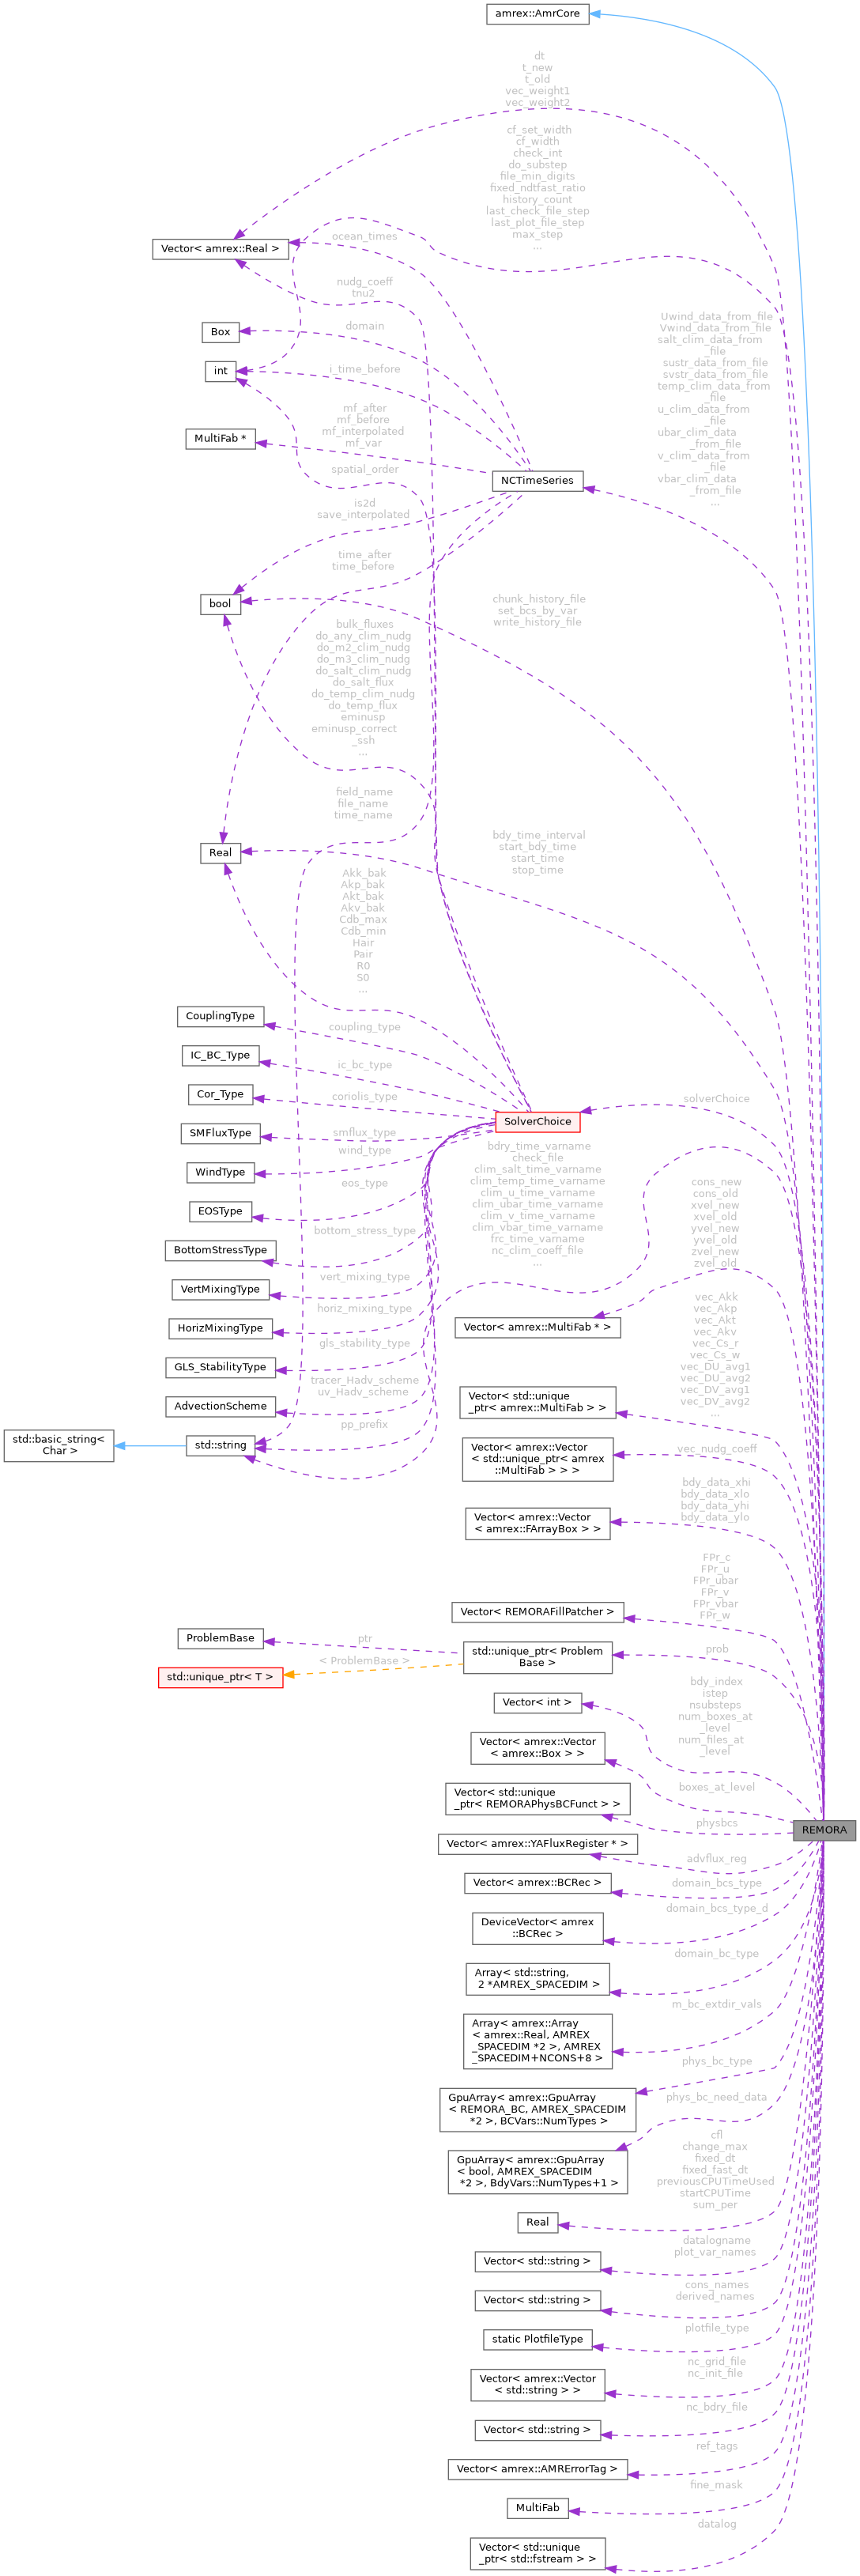 amrex::AmrCore
dt
t_new
t_old
vec_weight1
vec_weight2
cf_set_width
cf_width
check_int
do_substep
file_min_digits
fixed_ndtfast_ratio
history_count
last_check_file_step
last_plot_file_step
max_step
...
Vector< amrex::Real >
ocean_times
nudg_coeff
tnu2
Box
domain
int
i_time_before
Uwind_data_from_file
Vwind_data_from_file
salt_clim_data_from
_file
sustr_data_from_file
svstr_data_from_file
temp_clim_data_from
_file
u_clim_data_from
_file
ubar_clim_data
_from_file
v_clim_data_from
_file
vbar_clim_data
_from_file
...
MultiFab *
mf_after
mf_before
mf_interpolated
mf_var
spatial_order
NCTimeSeries
is2d
save_interpolated
time_after
time_before
bool
chunk_history_file
set_bcs_by_var
write_history_file
bulk_fluxes
do_any_clim_nudg
do_m2_clim_nudg
do_m3_clim_nudg
do_salt_clim_nudg
do_salt_flux
do_temp_clim_nudg
do_temp_flux
eminusp
eminusp_correct
_ssh
...
field_name
file_name
time_name
Real
bdy_time_interval
start_bdy_time
start_time
stop_time
Akk_bak
Akp_bak
Akt_bak
Akv_bak
Cdb_max
Cdb_min
Hair
Pair
R0
S0
...
CouplingType
coupling_type
IC_BC_Type
ic_bc_type
Cor_Type
coriolis_type
SolverChoice
solverChoice
SMFluxType
smflux_type
WindType
wind_type
EOSType
eos_type
BottomStressType
bottom_stress_type
VertMixingType
vert_mixing_type
HorizMixingType
horiz_mixing_type
GLS_StabilityType
gls_stability_type
AdvectionScheme
tracer_Hadv_scheme
uv_Hadv_scheme
std::basic_string<
Char >
std::string
pp_prefix
bdry_time_varname
check_file
clim_salt_time_varname
clim_temp_time_varname
clim_u_time_varname
clim_ubar_time_varname
clim_v_time_varname
clim_vbar_time_varname
frc_time_varname
nc_clim_coeff_file
...
cons_new
cons_old
xvel_new
xvel_old
yvel_new
yvel_old
zvel_new
zvel_old
Vector< amrex::MultiFab * >
vec_Akk
vec_Akp
vec_Akt
vec_Akv
vec_Cs_r
vec_Cs_w
vec_DU_avg1
vec_DU_avg2
vec_DV_avg1
vec_DV_avg2
...
Vector< std::unique
_ptr< amrex::MultiFab > >
Vector< amrex::Vector
< std::unique_ptr< amrex
::MultiFab > > >
vec_nudg_coeff
Vector< amrex::Vector
< amrex::FArrayBox > >
bdy_data_xhi
bdy_data_xlo
bdy_data_yhi
bdy_data_ylo
FPr_c
FPr_u
FPr_ubar
FPr_v
FPr_vbar
FPr_w
Vector< REMORAFillPatcher >
ProblemBase
ptr
std::unique_ptr< Problem
Base >
prob
std::unique_ptr< T >
< ProblemBase >
Vector< int >
bdy_index
istep
nsubsteps
num_boxes_at
_level
num_files_at
_level
Vector< amrex::Vector
< amrex::Box > >
boxes_at_level
Vector< std::unique
_ptr< REMORAPhysBCFunct > >
physbcs
REMORA
Vector< amrex::YAFluxRegister * >
advflux_reg
Vector< amrex::BCRec >
domain_bcs_type
DeviceVector< amrex
::BCRec >
domain_bcs_type_d
Array< std::string,
2 *AMREX_SPACEDIM >
domain_bc_type
Array< amrex::Array
< amrex::Real, AMREX
_SPACEDIM *2 >, AMREX
_SPACEDIM+NCONS+8 >
m_bc_extdir_vals
GpuArray< amrex::GpuArray
< REMORA_BC, AMREX_SPACEDIM
*2 >, BCVars::NumTypes >
phys_bc_type
GpuArray< amrex::GpuArray
< bool, AMREX_SPACEDIM
*2 >, BdyVars::NumTypes+1 >
phys_bc_need_data
Real
cfl
change_max
fixed_dt
fixed_fast_dt
previousCPUTimeUsed
startCPUTime
sum_per
Vector< std::string >
datalogname
plot_var_names
Vector< std::string >
cons_names
derived_names
static PlotfileType
plotfile_type
Vector< amrex::Vector
< std::string > >
nc_grid_file
nc_init_file
Vector< std::string >
nc_bdry_file
Vector< amrex::AMRErrorTag >
ref_tags
MultiFab
fine_mask
Vector< std::unique
_ptr< std::fstream > >
datalog